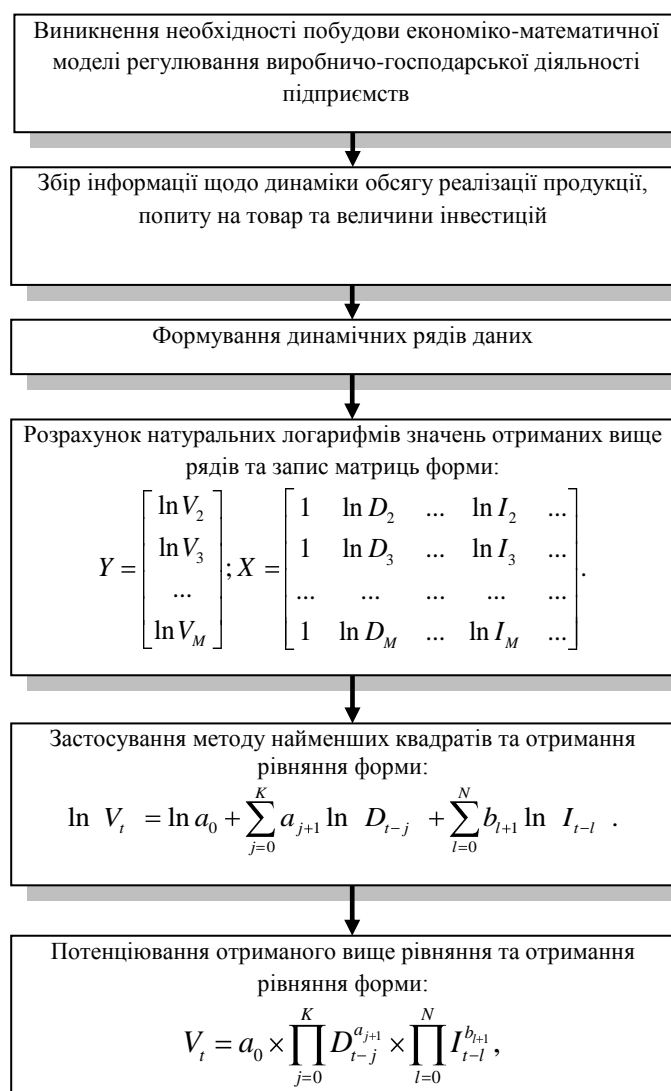 Виникнення необхідності побудови економіко-математичної
моделі регулювання виробничо-господарської діяльності
підприємств
Збір інформації щодо динаміки обсягу реалізації продукції,
попиту на товар та величини інвестицій
Формування динамічних рядів даних
Розрахунок натуральних логарифмів значень отриманих вище
рядів та запис матриць форми:
Y = [ln V_2; ln V_3; ...; ln V_M]; X = [1 ln D_2 ... ln I_2 ...; 1 ln D_3 ... ln I_3 ...; ... ... ... ... ...; 1 ln D_M ... ln I_M ...].
Застосування методу найменших квадратів та отримання
рівняння форми:
ln V_t = ln a_0 + \sum_{j=0}^{K} a_{j+1} ln D_{t-j} + \sum_{l=0}^{N} b_{l+1} ln I_{t-l} .
Потенціювання отриманого вище рівняння та отримання
рівняння форми:
V_t = a_0 × \prod_{j=0}^{K} D_{t-j}^{a_{j+1}} × \prod_{l=0}^{N} I_{t-l}^{b_{l+1}},